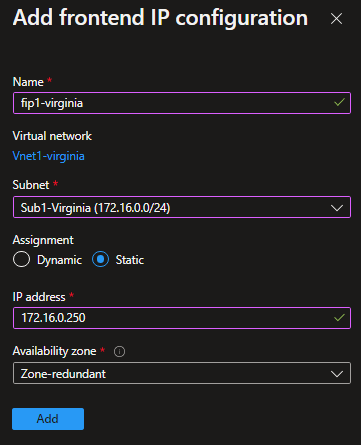 Add frontend IP configuration
Name *
fip1-virginia
Virtual network
Vnet1-virginia
Subnet *
Sub1-Virginia (172.16.0.0/24)
Assignment
Dynamic Static
IP address *
172.16.0.250
Availability zone *
Zone-redundant
Add